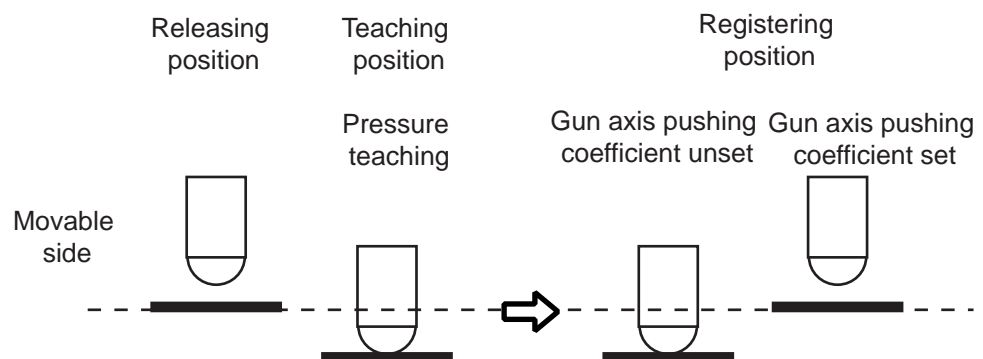 Releasing
position
Teaching
position
Registering
position
Pressure
teaching
Gun axis pushing
coefficient unset
Gun axis pushing
coefficient set
Movable
side